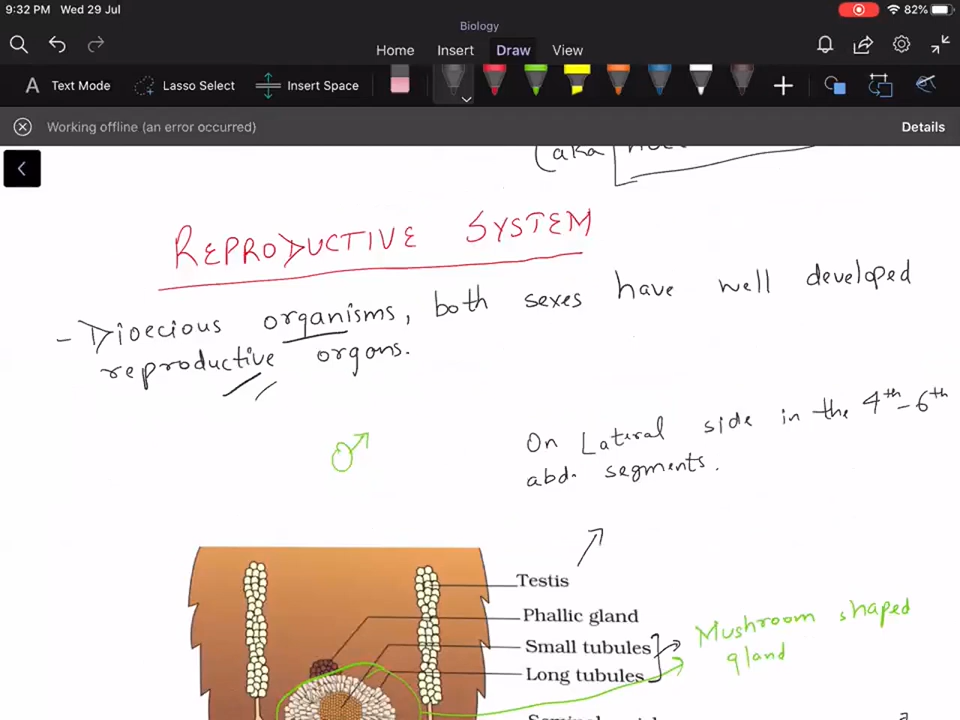 9:32 PM Wed 29 Jul
82%
Biology
Home Insert Draw View
Text Mode Lasso Select Insert Space
Working offline (an error occurred) Details
(aka
REPRODUCTIVE SYSTEM
- Dioecious organisms, both sexes have well developed
reproductive organs.
On Lateral side in the 4th-6th
abd. segments.
Testis
Phallic gland
Small tubules
Long tubules
Mushroom shaped
gland